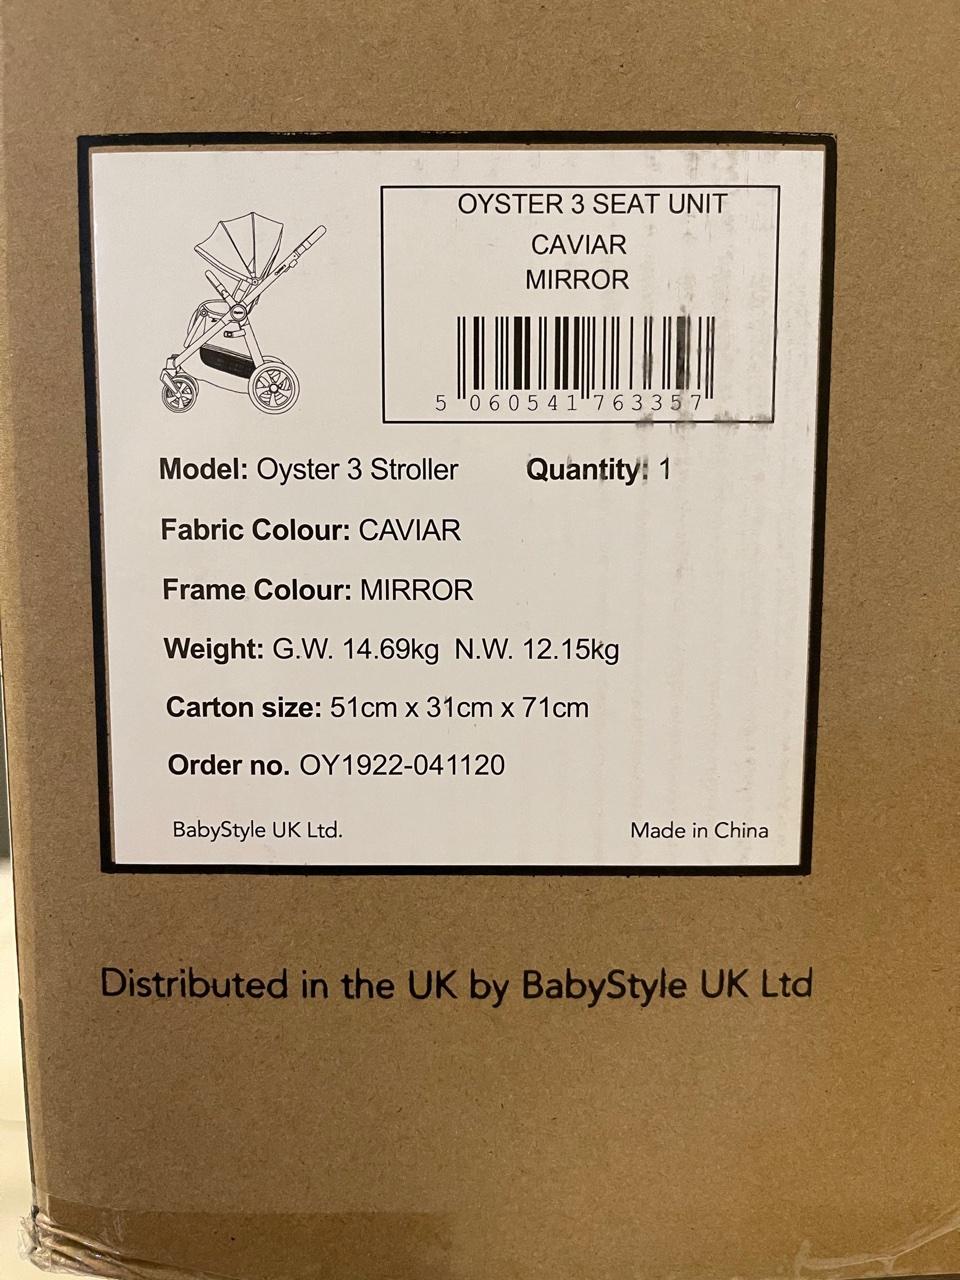 OYSTER 3 SEAT UNIT
CAVIAR
MIRROR
5 060541 763357
Model: Oyster 3 Stroller Quantity: 1
Fabric Colour: CAVIAR
Frame Colour: MIRROR
Weight: G.W. 14.69kg N.W. 12.15kg
Carton size: 51cm x 31cm x 71cm
Order no. OY1922-041120
BabyStyle UK Ltd. Made in China
Distributed in the UK by BabyStyle UK Ltd